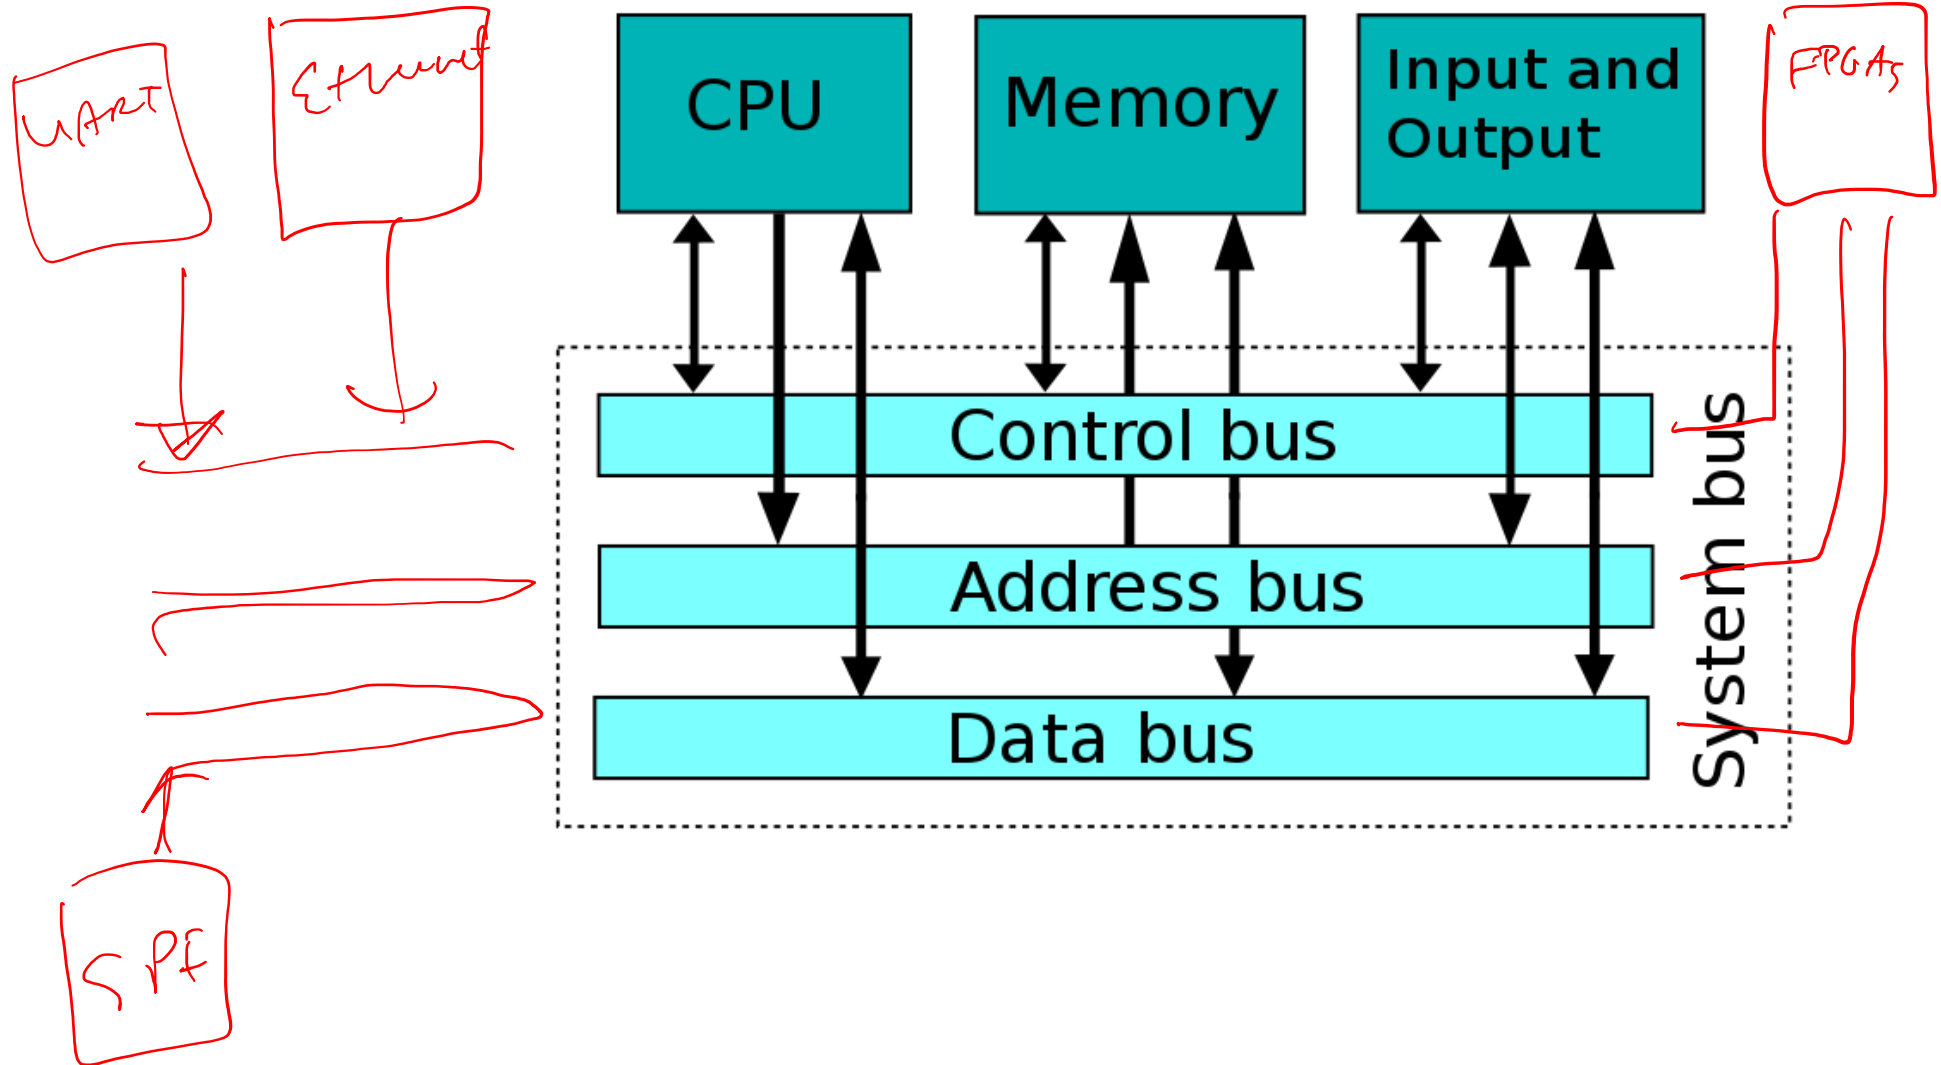 UART
Ethernet
CPU
Memory
Input and
Output
FPGAs
Control bus
Address bus
Data bus
System bus
SPI